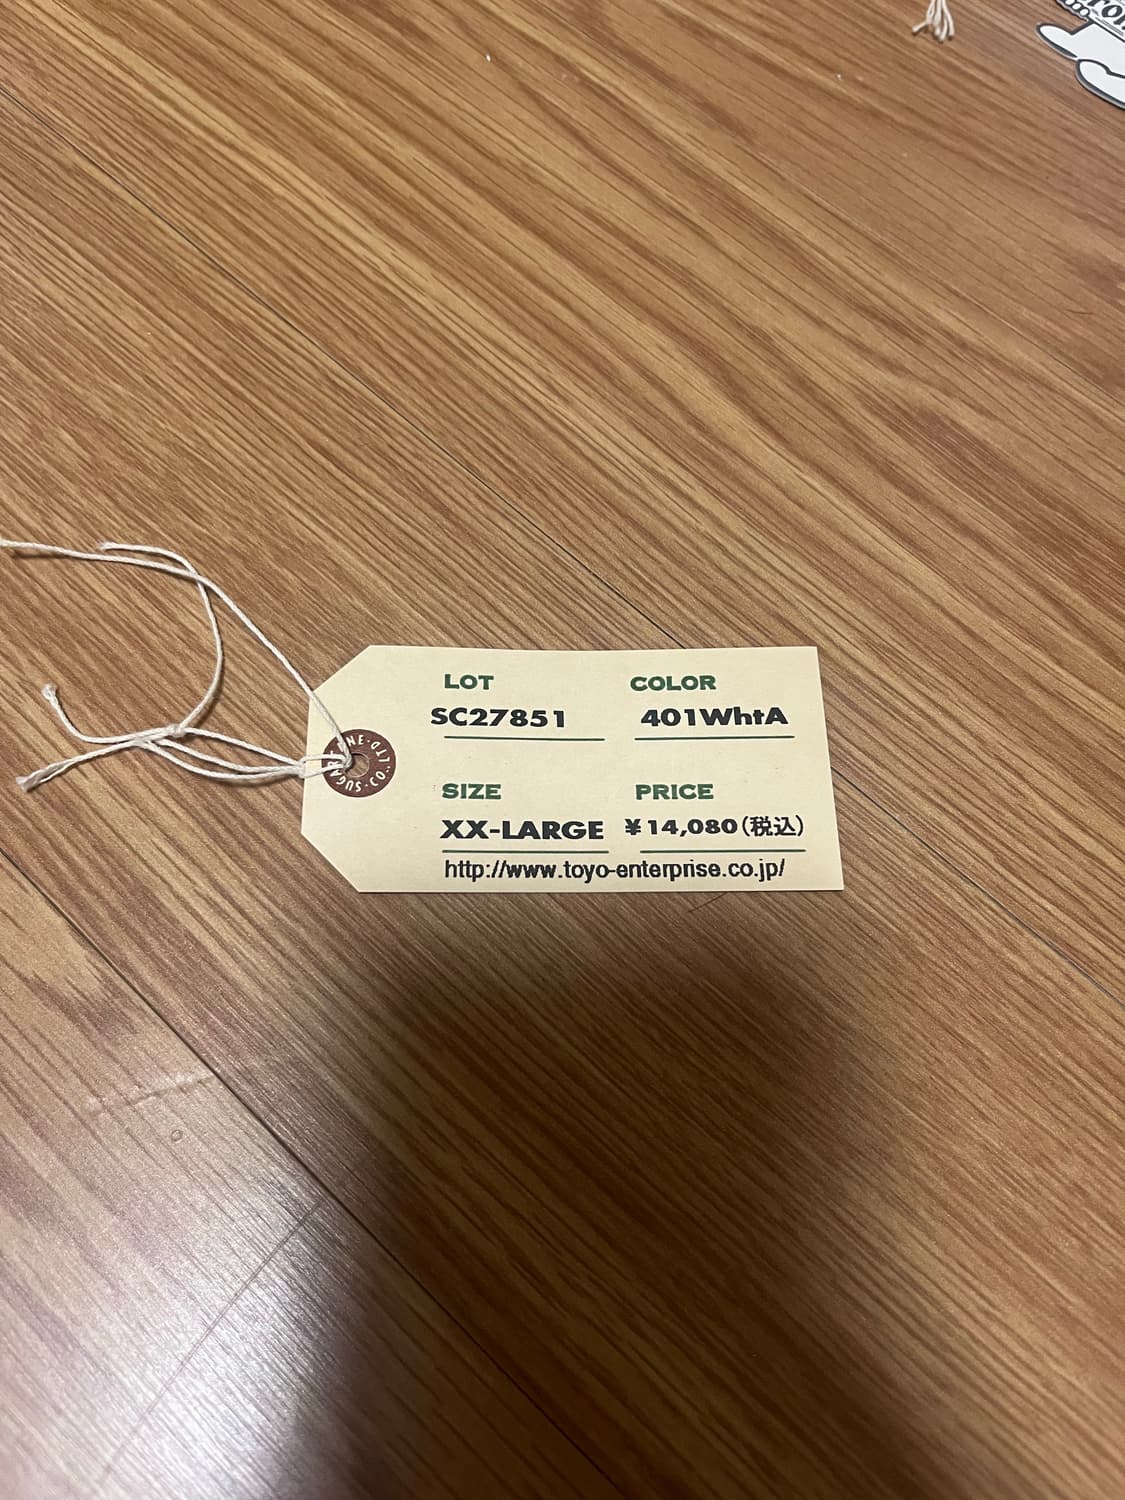 LOT COLOR
SC27851 401WhtA
SIZE PRICE
XX-LARGE ¥14,080(税込)
http://www.toyo-enterprise.co.jp/